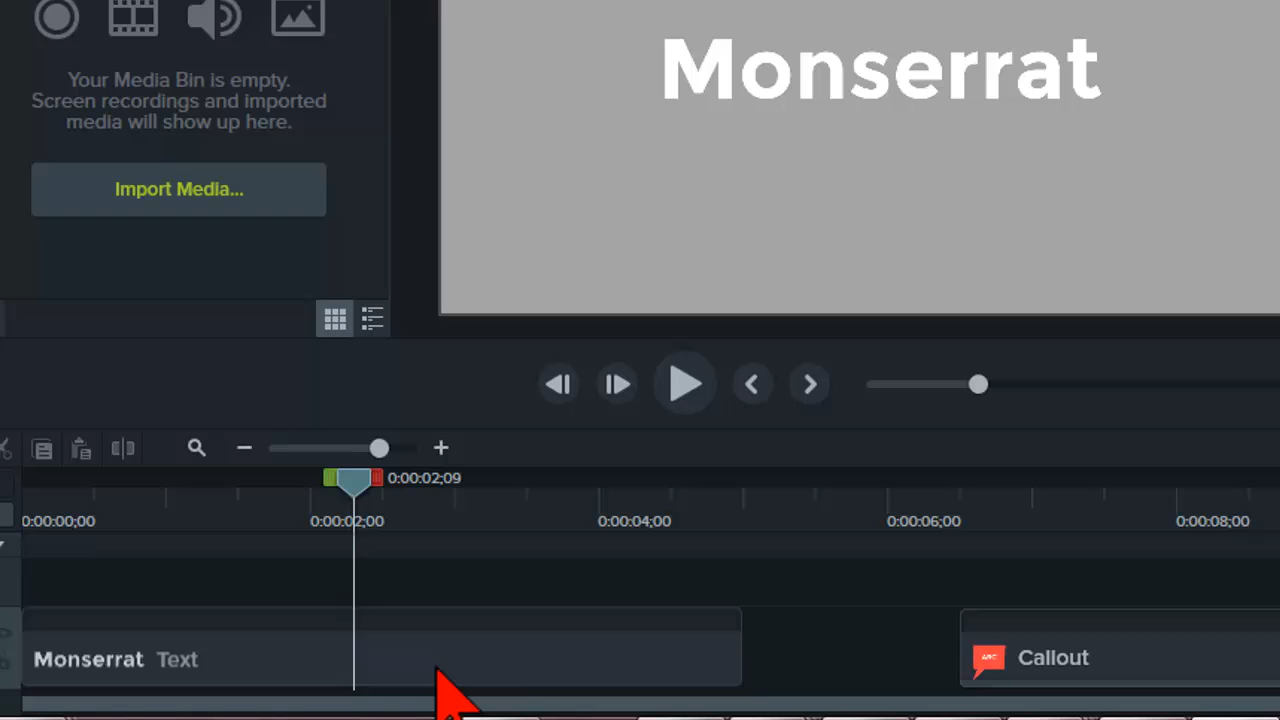 Monserrat
Your Media Bin is empty.
Screen recordings and imported
media will show up here.
Import Media...
0:00:02;09
0:00:00;00
0:00:02;00
0:00:04;00
0:00:06;00
0:00:08;00
Monserrat Text
ABC
Callout